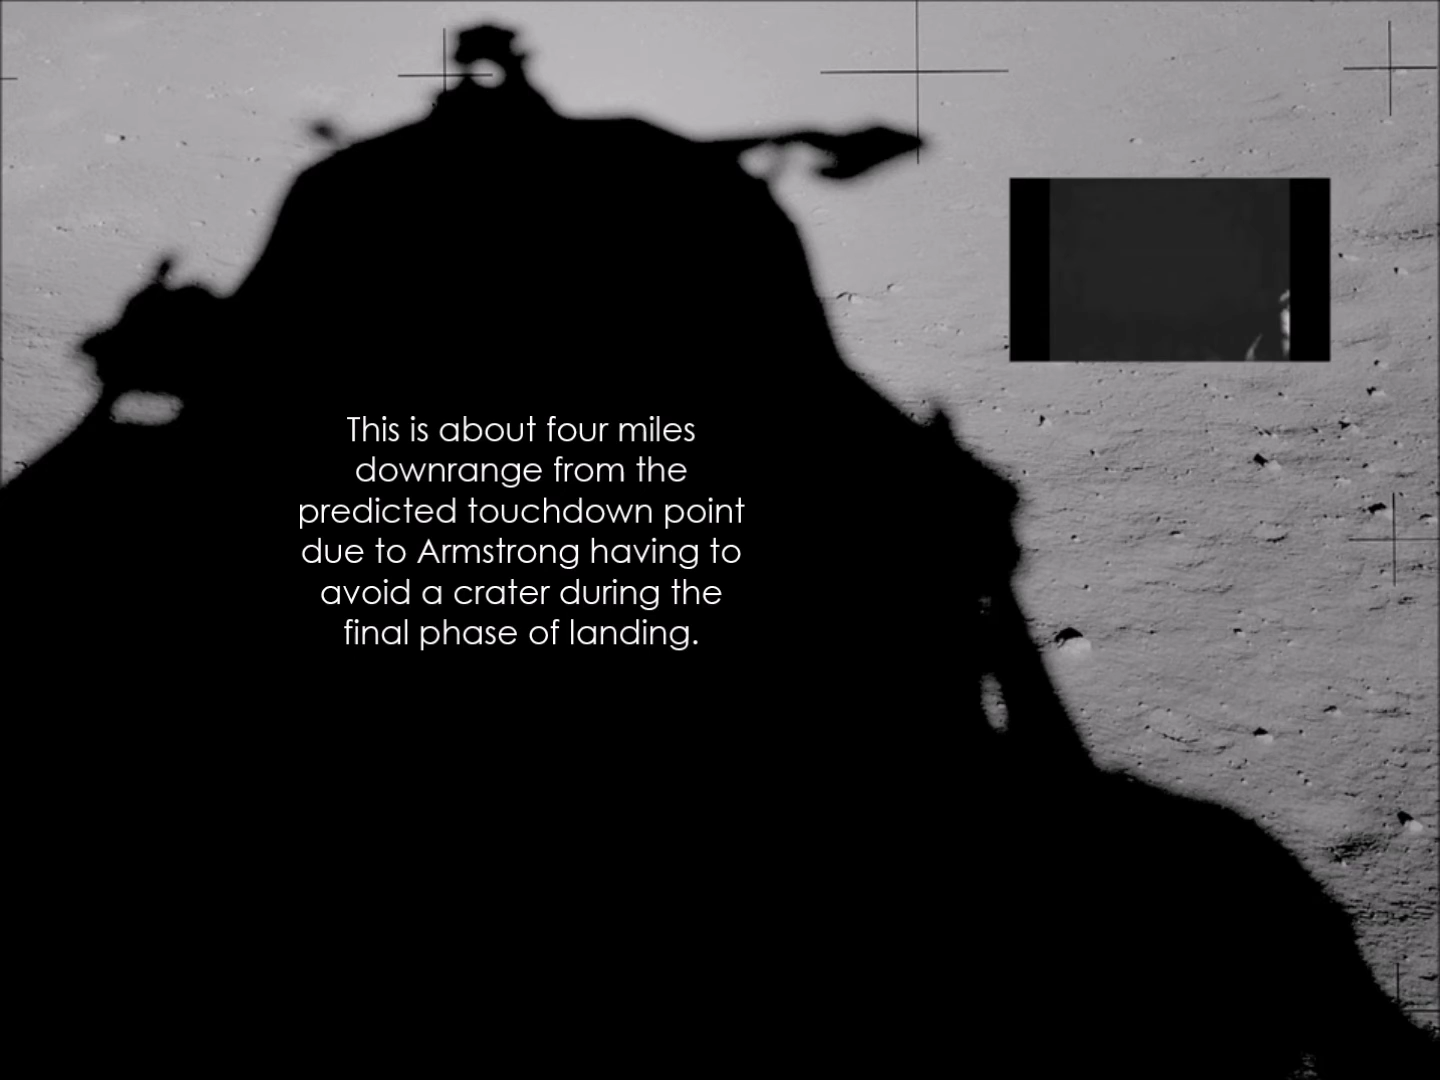 This is about four miles
downrange from the
predicted touchdown point
due to Armstrong having to
avoid a crater during the
final phase of landing.